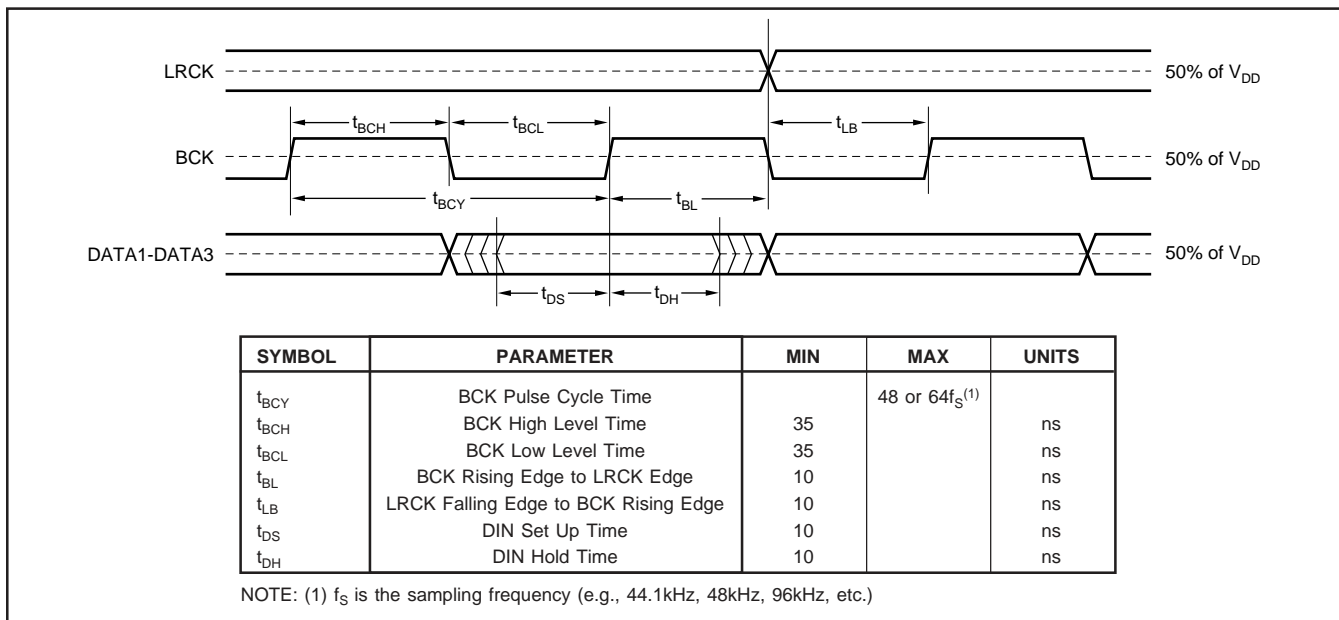 LRCK 50% of VDD
tBCH tBCL tLB
BCK 50% of VDD
tBCY tBL
DATA1-DATA3 50% of VDD
tDS tDH
SYMBOL PARAMETER MIN MAX UNITS
tBCY BCK Pulse Cycle Time 48 or 64fS(1)
tBCH BCK High Level Time 35 ns
tBCL BCK Low Level Time 35 ns
tBL BCK Rising Edge to LRCK Edge 10 ns
tLB LRCK Falling Edge to BCK Rising Edge 10 ns
tDS DIN Set Up Time 10 ns
tDH DIN Hold Time 10 ns
NOTE: (1) fS is the sampling frequency (e.g., 44.1kHz, 48kHz, 96kHz, etc.)